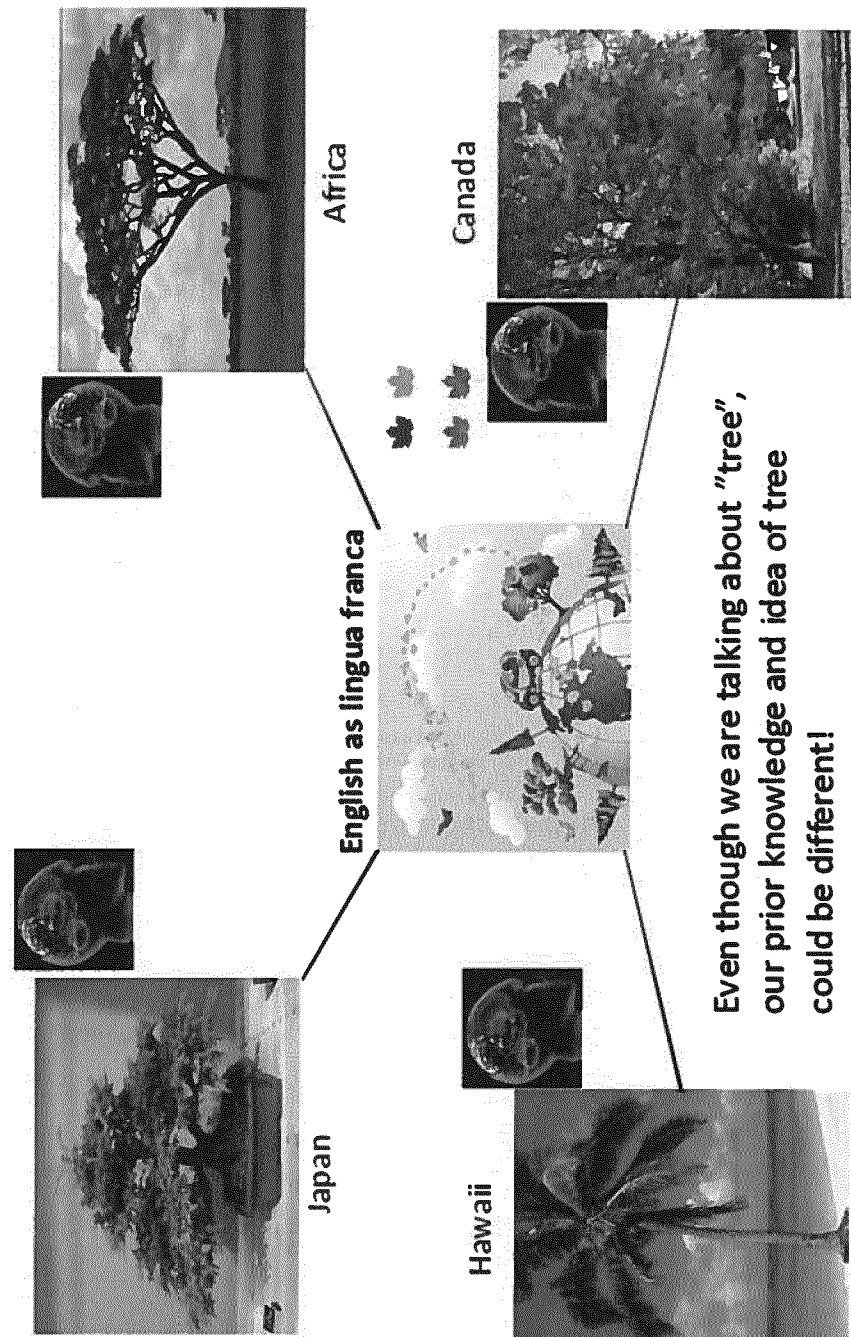 Japan
Africa
English as lingua franca
Hawaii
Canada
Even though we are talking about "tree",
our prior knowledge and idea of tree
could be different!